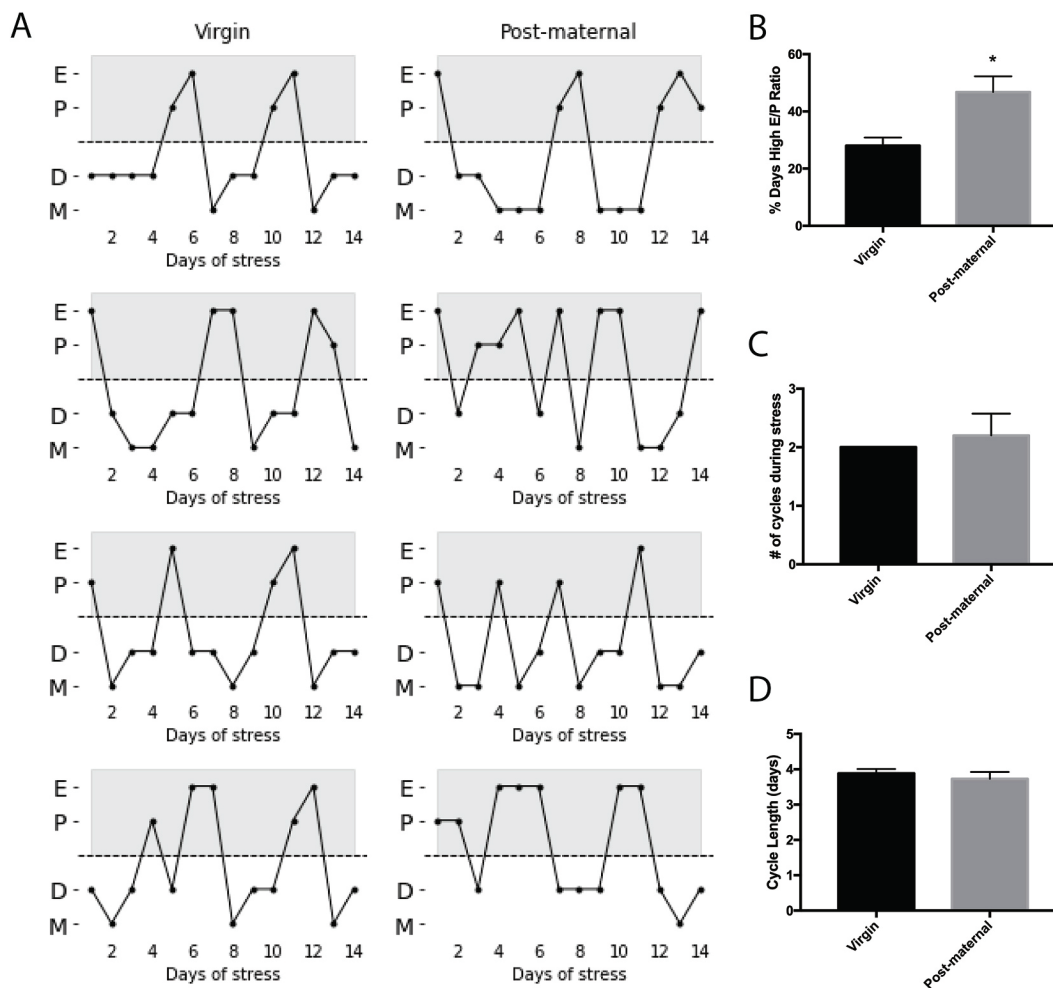 A
Virgin
Post-maternal
E
P
D
M
2 4 6 8 10 12 14
Days of stress
E
P
D
M
2 4 6 8 10 12 14
Days of stress
E
P
D
M
2 4 6 8 10 12 14
Days of stress
E
P
D
M
2 4 6 8 10 12 14
Days of stress
E
P
D
M
2 4 6 8 10 12 14
Days of stress
E
P
D
M
2 4 6 8 10 12 14
Days of stress
E
P
D
M
2 4 6 8 10 12 14
Days of stress
E
P
D
M
2 4 6 8 10 12 14
Days of stress
B
% Days High E/P Ratio
60
40
20
0
*
Virgin
Post-maternal
C
# of cycles during stress
3
2
1
0
Virgin
Post-maternal
D
Cycle Length (days)
5
4
3
2
1
0
Virgin
Post-maternal